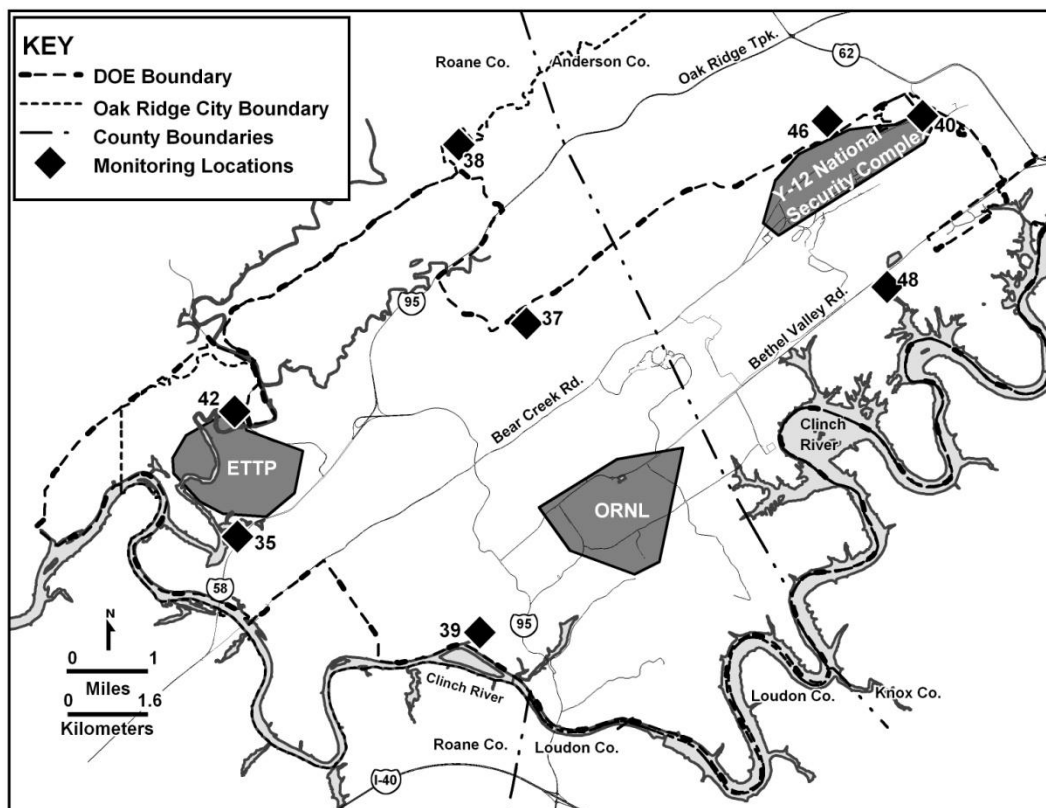 KEY
DOE Boundary
Oak Ridge City Boundary
County Boundaries
Monitoring Locations
Roane Co.
Anderson Co.
Oak Ridge Tpk.
62
38
46
40
Y-12 National
Security Comple
95
37
48
Bethel Valley Rd.
Bear Creek Rd.
42
ETTP
Clinch
River
ORNL
35
58
N
0 1
Miles
0 1.6
Kilometers
39
95
Clinch River
Loudon Co.
Knox Co.
Roane Co.
Loudon Co.
I-40